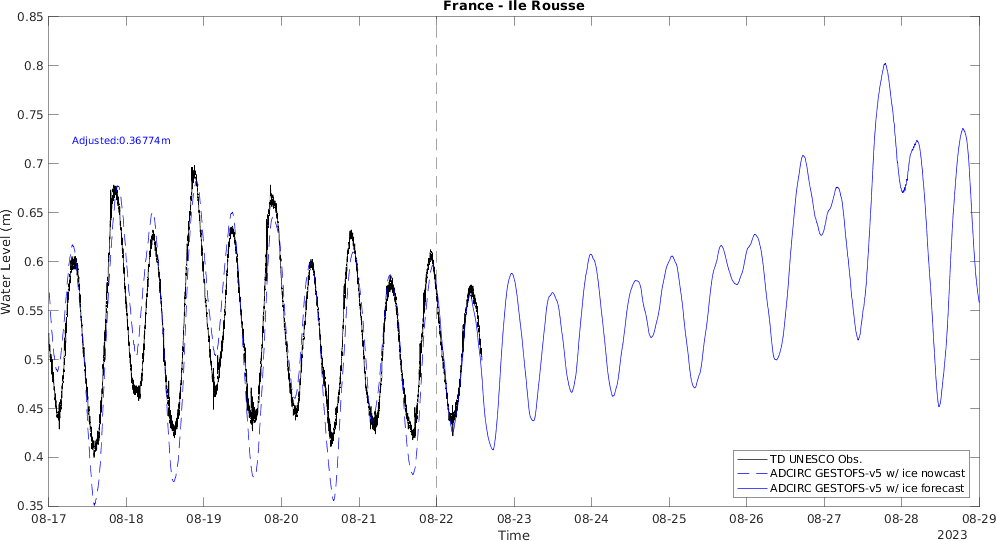 France - Ile Rousse
0.85
0.8
0.75
0.7
0.65
0.6
0.55
0.5
0.45
0.4
0.35
Water Level (m)
Adjusted:0.36774m
TD UNESCO Obs.
ADCIRC GESTOFS-v5 w/ ice nowcast
ADCIRC GESTOFS-v5 w/ ice forecast
08-17 08-18 08-19 08-20 08-21 08-22 08-23 08-24 08-25 08-26 08-27 08-28 08-29
Time
2023